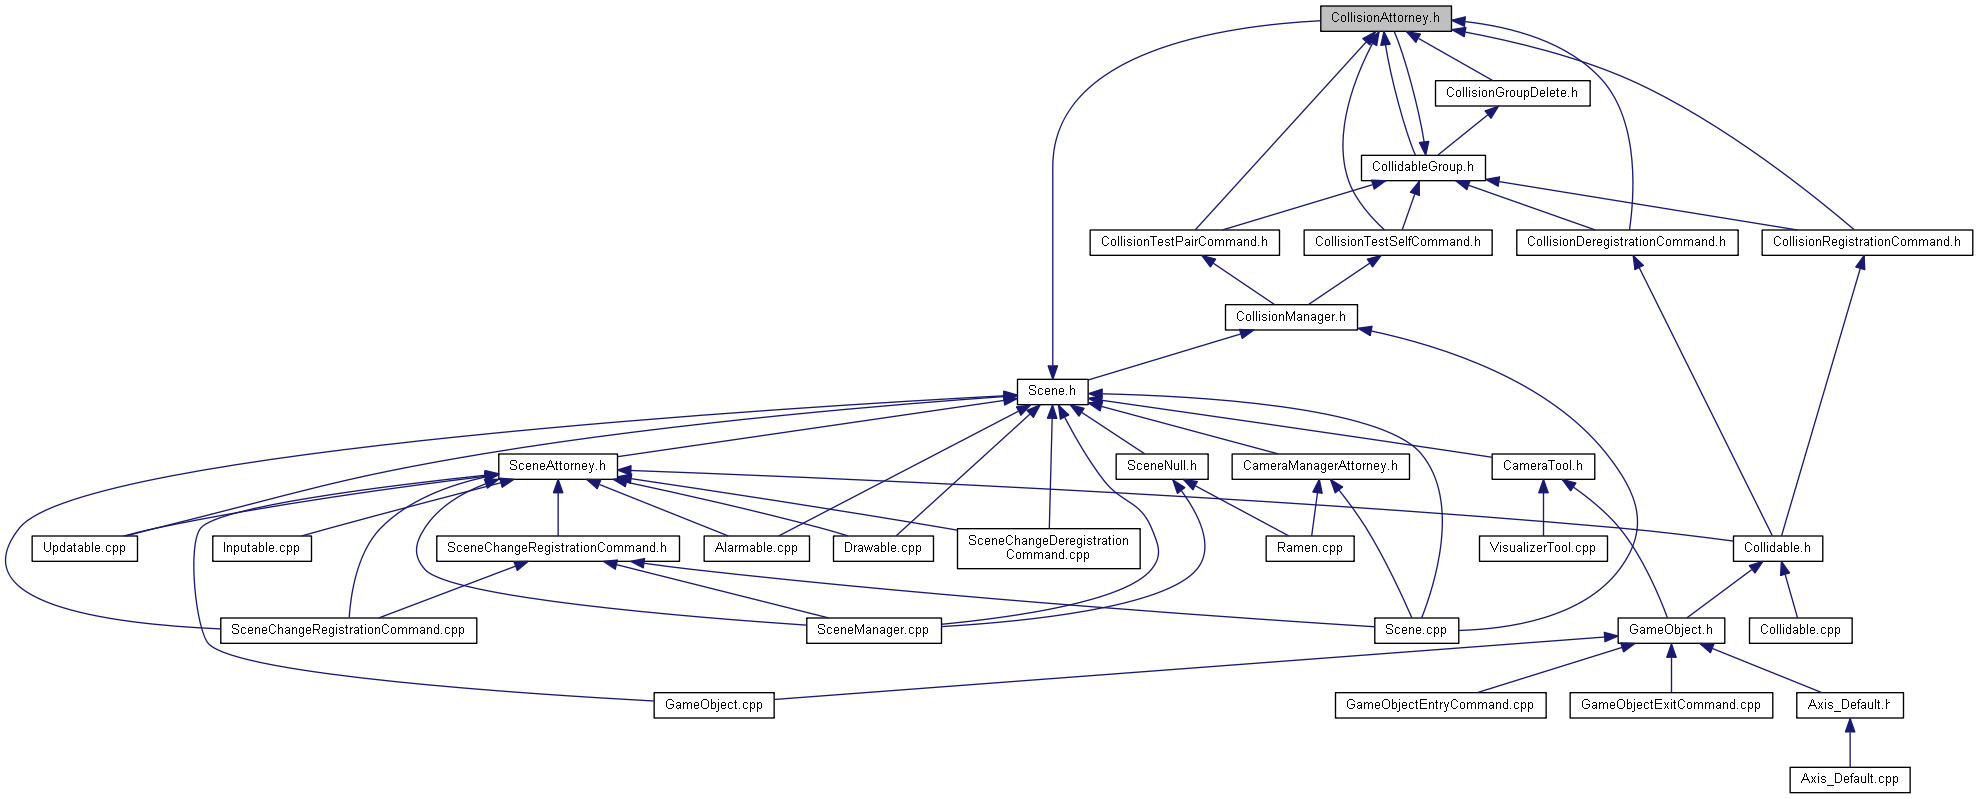 CollisionAttorney.h
CollisionGroupDelete.h
CollidableGroup.h
CollisionTestPairCommand.h
CollisionTestSelfCommand.h
CollisionDeregistrationCommand.h
CollisionRegistrationCommand.h
CollisionManager.h
Scene.h
SceneAttorney.h
SceneNull.h
CameraManagerAttorney.h
CameraTool.h
Updatable.cpp
Inputable.cpp
SceneChangeRegistrationCommand.h
Alarmable.cpp
Drawable.cpp
SceneChangeDeregistration
Command.cpp
Ramen.cpp
VisualizerTool.cpp
Collidable.h
SceneChangeRegistrationCommand.cpp
SceneManager.cpp
Scene.cpp
GameObject.h
Collidable.cpp
GameObject.cpp
GameObjectEntryCommand.cpp
GameObjectExitCommand.cpp
Axis_Default.h
Axis_Default.cpp